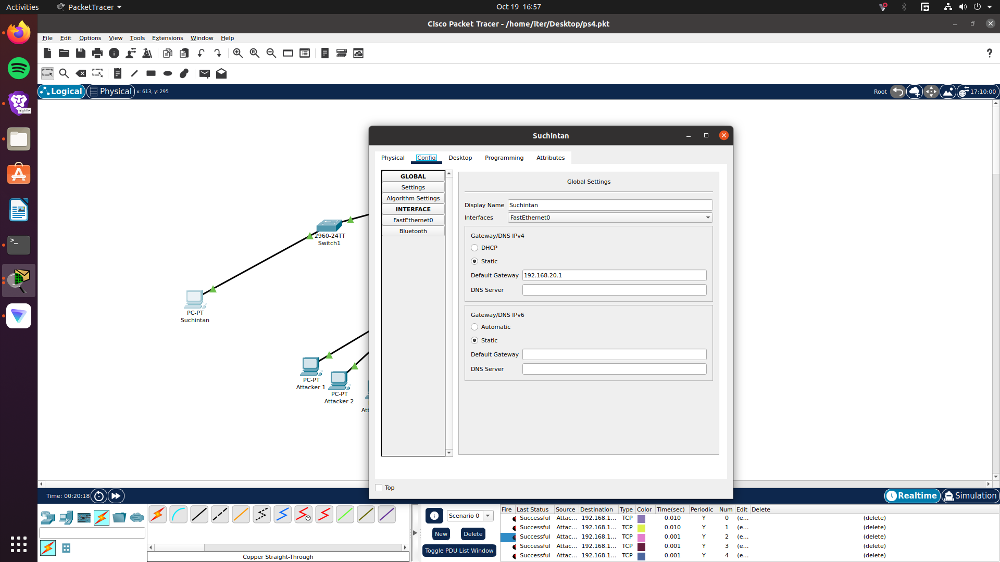 Activities PacketTracer Oct 19 16:57
Cisco Packet Tracer - /home/iter/Desktop/ps4.pkt
File Edit Options View Tools Extensions Window Help
?
Logical Physical x: 613, y: 295 Root 17:10:00
nightly
Suchintan
Physical Config Desktop Programming Attributes
GLOBAL
Settings
Algorithm Settings
INTERFACE
FastEthernet0
Bluetooth
Global Settings
Display Name Suchintan
Interfaces FastEthernet0
Gateway/DNS IPv4
DHCP
Static
Default Gateway 192.168.20.1
DNS Server
Gateway/DNS IPv6
Automatic
Static
Default Gateway
DNS Server
Top
2960-24TT
Switch1
PC-PT
Suchintan
PC-PT
Attacker 1
PC-PT
Attacker 2
Att
Time: 00:20:18 Realtime Simulation
Copper Straight-Through
Scenario 0
New Delete
Toggle PDU List Window
Fire Last Status Source Destination Type Color Time(sec) Periodic Num Edit Delete
Successful Attac... 192.168.1... TCP 0.010 Y 0 (e... (delete)
Successful Attac... 192.168.1... TCP 0.010 Y 1 (e... (delete)
Successful Attac... 192.168.1... TCP 0.001 Y 2 (e... (delete)
Successful Attac... 192.168.1... TCP 0.001 Y 3 (e... (delete)
Successful Attac... 192.168.1... TCP 0.001 Y 4 (e... (delete)